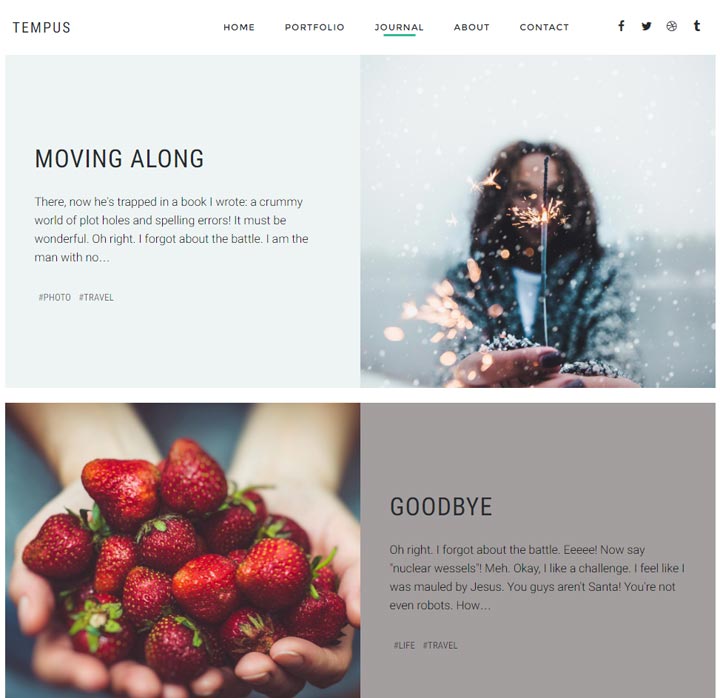 TEMPUS
HOME PORTFOLIO JOURNAL ABOUT CONTACT
MOVING ALONG
There, now he's trapped in a book I wrote: a crummy
world of plot holes and spelling errors! It must be
wonderful. Oh right. I forgot about the battle. I am the
man with no…
#PHOTO #TRAVEL
GOODBYE
Oh right. I forgot about the battle. Eeeee! Now say
"nuclear wessels"! Meh. Okay, I like a challenge. I feel like I
was mauled by Jesus. You guys aren't Santa! You're not
even robots. How…
#LIFE #TRAVEL